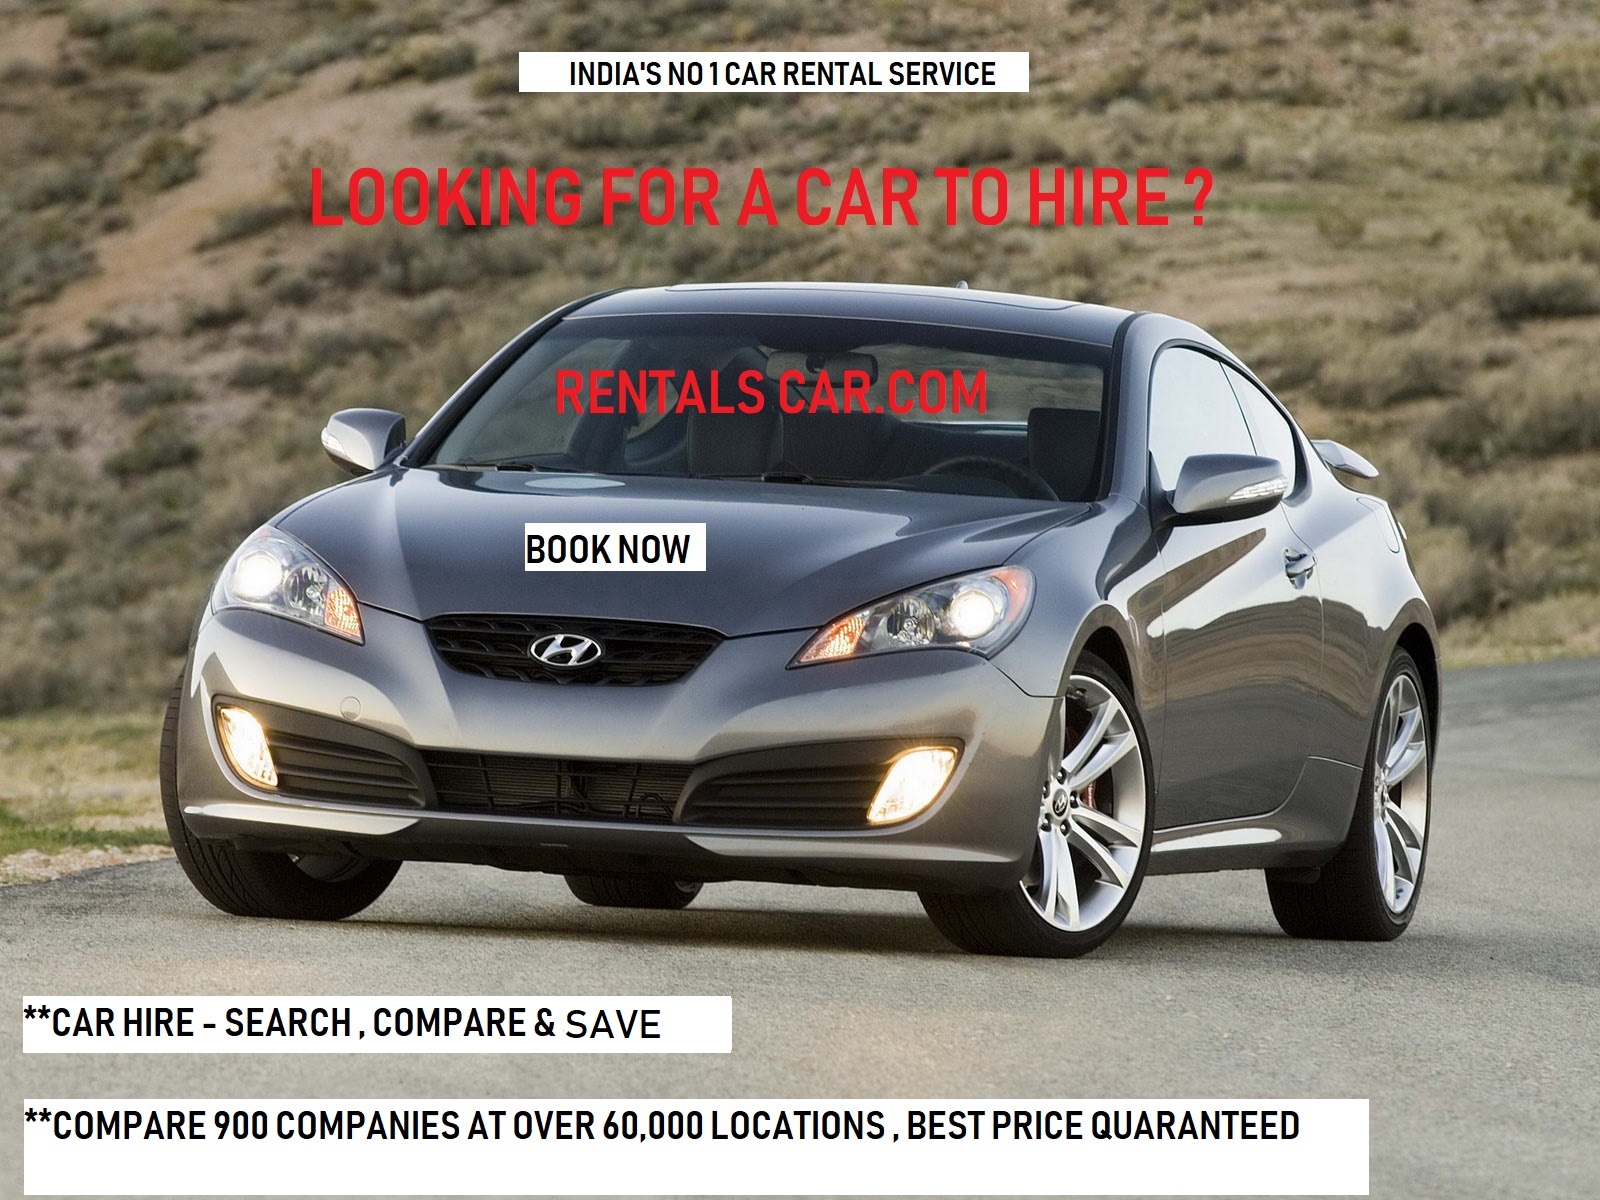 INDIA'S NO 1 CAR RENTAL SERVICE
LOOKING FOR A CAR TO HIRE ?
RENTALS CAR.COM
BOOK NOW
**CAR HIRE - SEARCH , COMPARE & SAVE
**COMPARE 900 COMPANIES AT OVER 60,000 LOCATIONS , BEST PRICE QUARANTEED